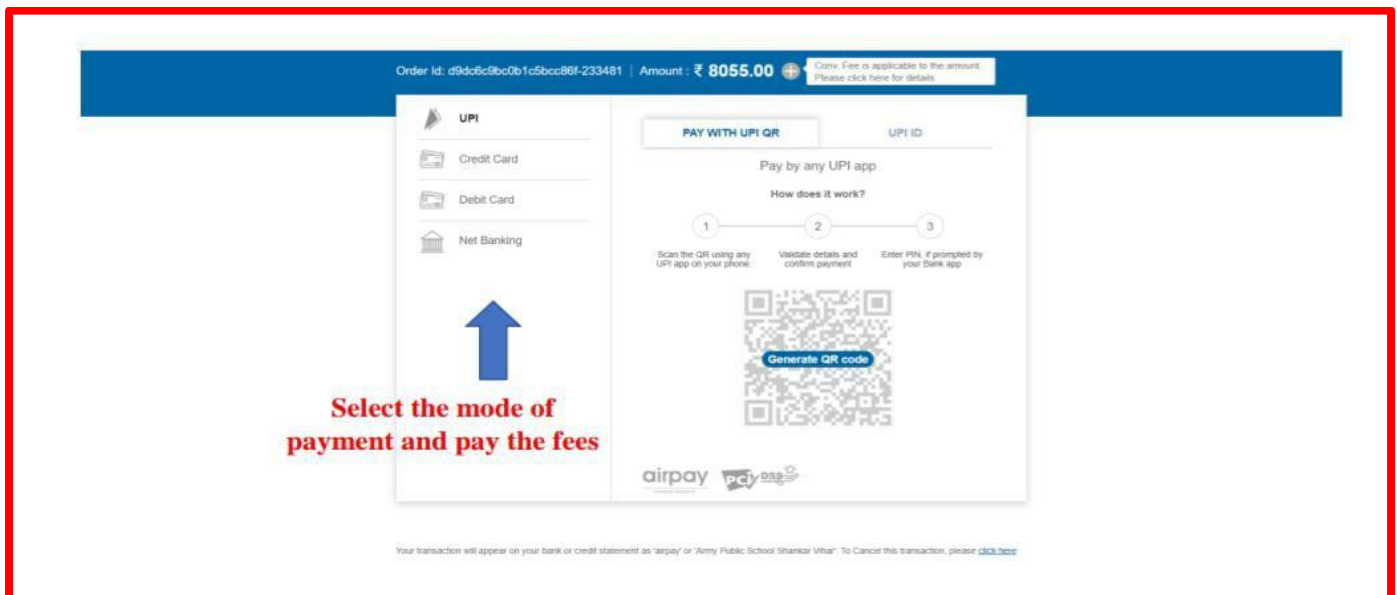 Order Id: d9dc6c9bc0b1c5bcc86f-233481 | Amount : ₹ 8055.00
Conv. Fee is applicable to the amount.
Please click here for details
UPI
Credit Card
Debit Card
Net Banking
PAY WITH UPI QR
UPI ID
Pay by any UPI app
How does it work?
1
2
3
Scan the QR using any
UPI app on your phone.
Validate details and
confirm payment
Enter PIN, if prompted by
your Bank app
Generate QR code
Select the mode of
payment and pay the fees
airpay
PCI DSS
Your transaction will appear on your bank or credit statement as 'airpay' or 'Army Public School Shankar Vihar'. To Cancel this transaction, please click here